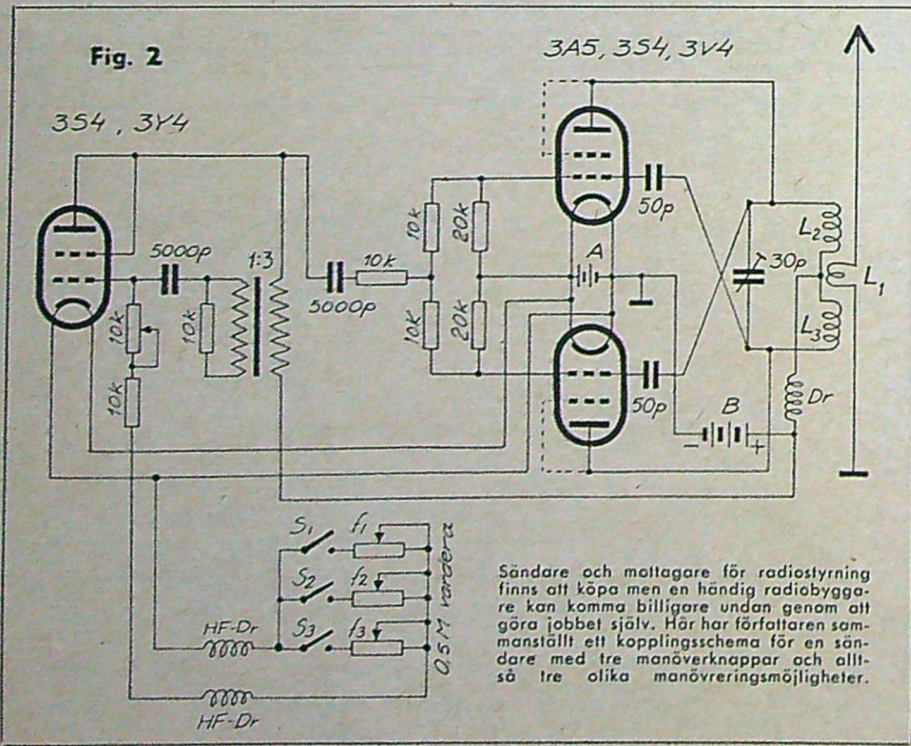 Fig. 2
3A5, 3S4, 3V4
3S4 , 3Y4
5000p
1:3
10k
10k
10k
5000p
10k
10k
10k
20k
20k
A
50p
50p
30p
L2
L1
L3
Dr
B
− +
S1 f1
S2 f2
S3 f3
0,5 M vardera
HF-Dr
HF-Dr
Sändare och mottagare för radiostyrning
finns att köpa men en händig radiobygga-
re kan komma billigare undan genom att
göra jobbet själv. Här har författaren sam-
manställt ett kopplingsschema för en sän-
dare med tre manöverknappar och allt-
så tre olika manövreringsmöjligheter.